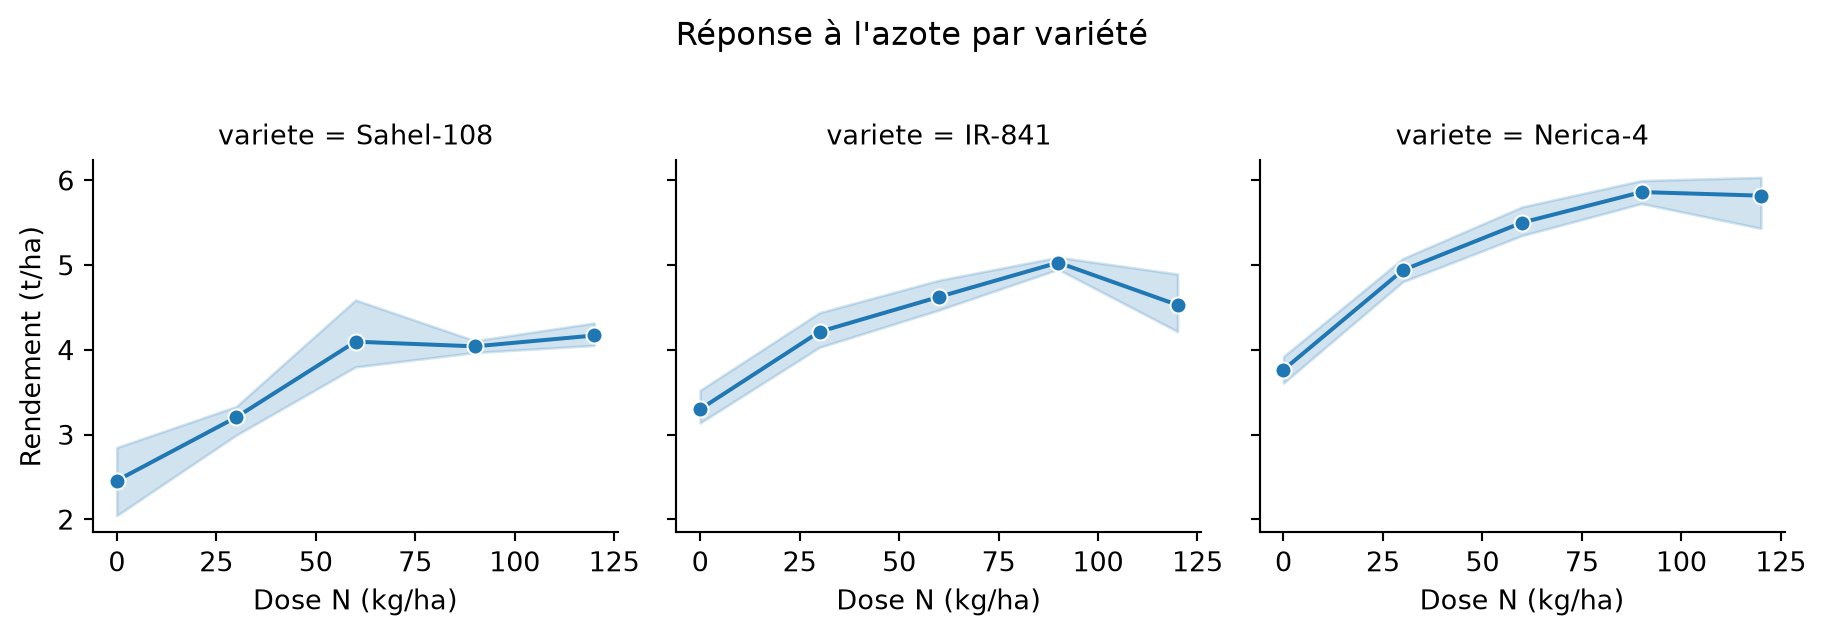 Réponse à l'azote par variété
variete = Sahel-108
variete = IR-841
variete = Nerica-4
Rendement (t/ha)
6
5
4
3
2
0 25 50 75 100 125
0 25 50 75 100 125
0 25 50 75 100 125
Dose N (kg/ha)
Dose N (kg/ha)
Dose N (kg/ha)